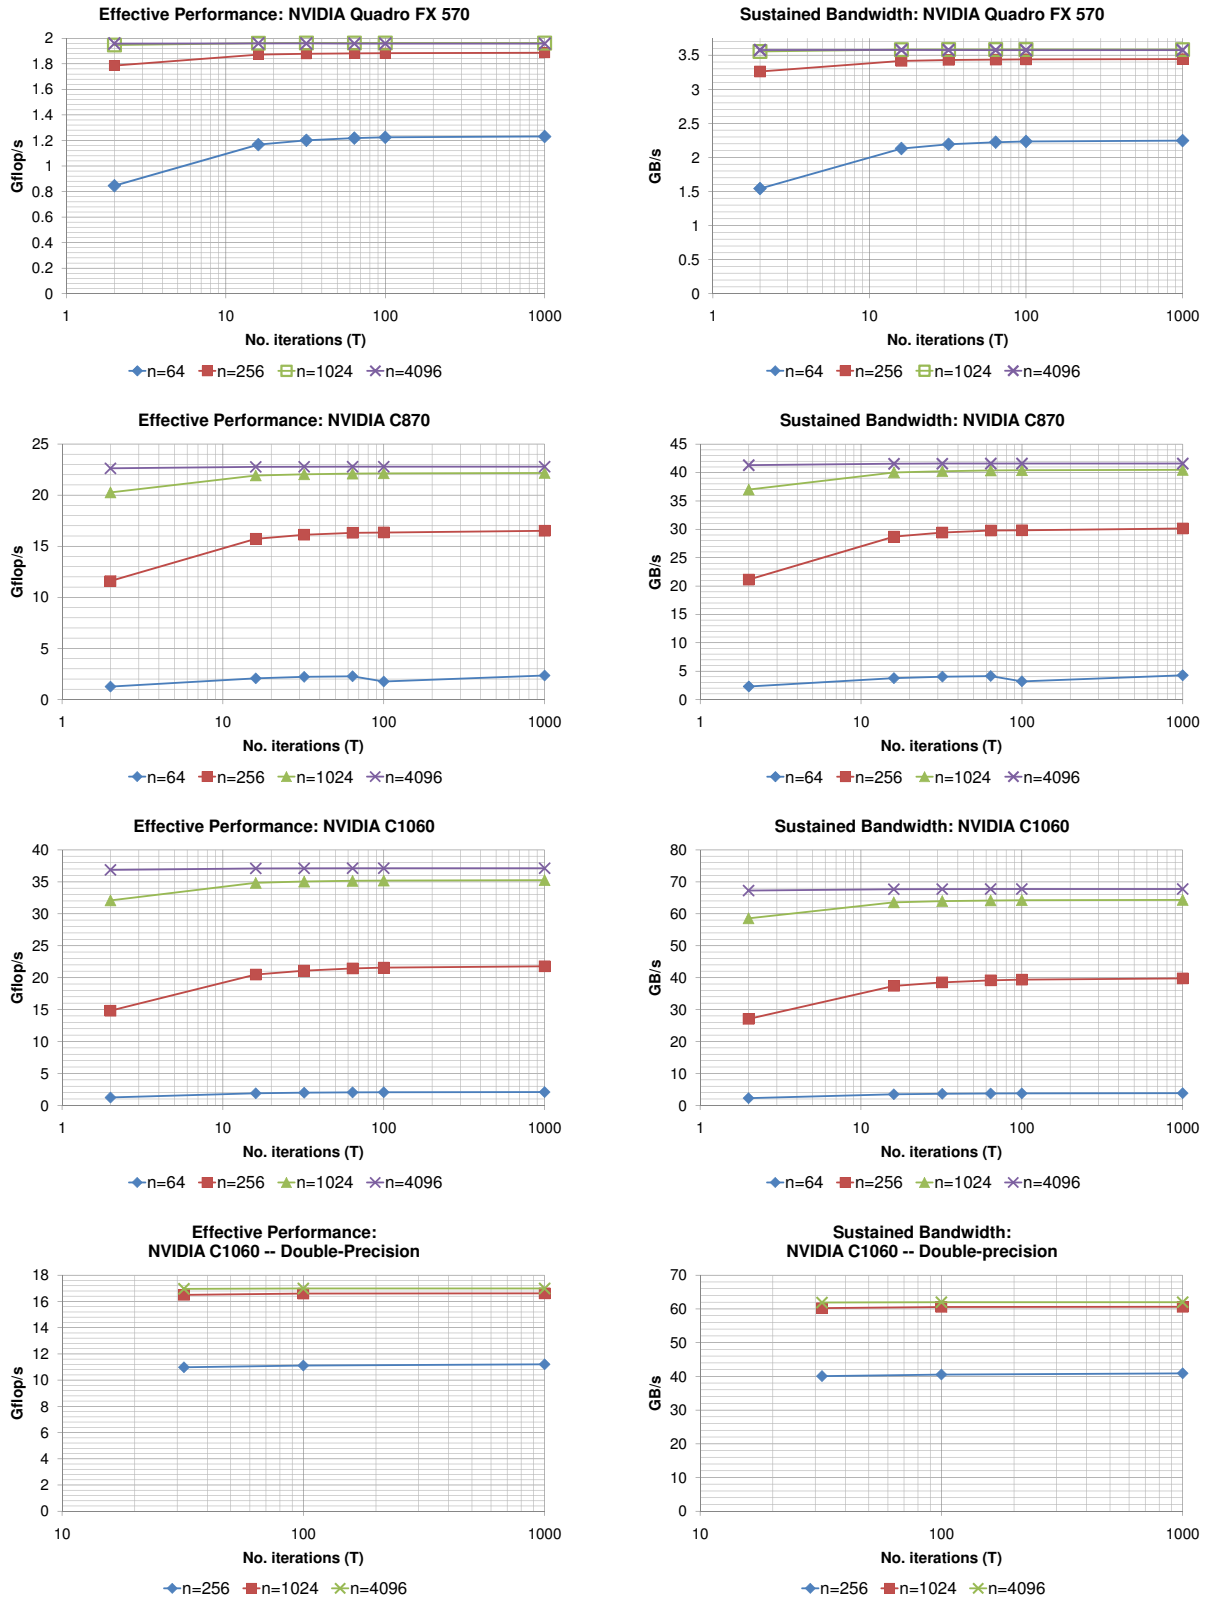 Effective Performance: NVIDIA Quadro FX 570
2
1.8
1.6
1.4
1.2
1
0.8
0.6
0.4
0.2
0
Gflop/s
1 10 100 1000
No. iterions (T)
n=64 n=256 n=1024 n=4096
Sustained Bandwidth: NVIDIA Quadro FX 570
3.5
3
2.5
2
1.5
1
0.5
0
GB/s
1 10 100 1000
No. iterions (T)
n=64 n=256 n=1024 n=4096
Effective Performance: NVIDIA C870
25
20
15
10
5
0
Gflop/s
1 10 100 1000
No. iterions (T)
n=64 n=256 n=1024 n=4096
Sustained Bandwidth: NVIDIA C870
45
40
35
30
25
20
15
10
5
0
GB/s
1 10 100 1000
No. iterions (T)
n=64 n=256 n=1024 n=4096
Effective Performance: NVIDIA C1060
40
35
30
25
20
15
10
5
0
Gflop/s
1 10 100 1000
No. iterions (T)
n=64 n=256 n=1024 n=4096
Sustained Bandwidth: NVIDIA C1060
80
70
60
50
40
30
20
10
0
GB/s
1 10 100 1000
No. iterions (T)
n=64 n=256 n=1024 n=4096
Effective Performance:
NVIDIA C1060 -- Double-Precision
18
16
14
12
10
8
6
4
2
0
Gflop/s
10 100 1000
No. iterions (T)
n=256 n=1024 n=4096
Sustained Bandwidth:
NVIDIA C1060 -- Double-precision
70
60
50
40
30
20
10
0
GB/s
10 100 1000
No. iterions (T)
n=256 n=1024 n=4096